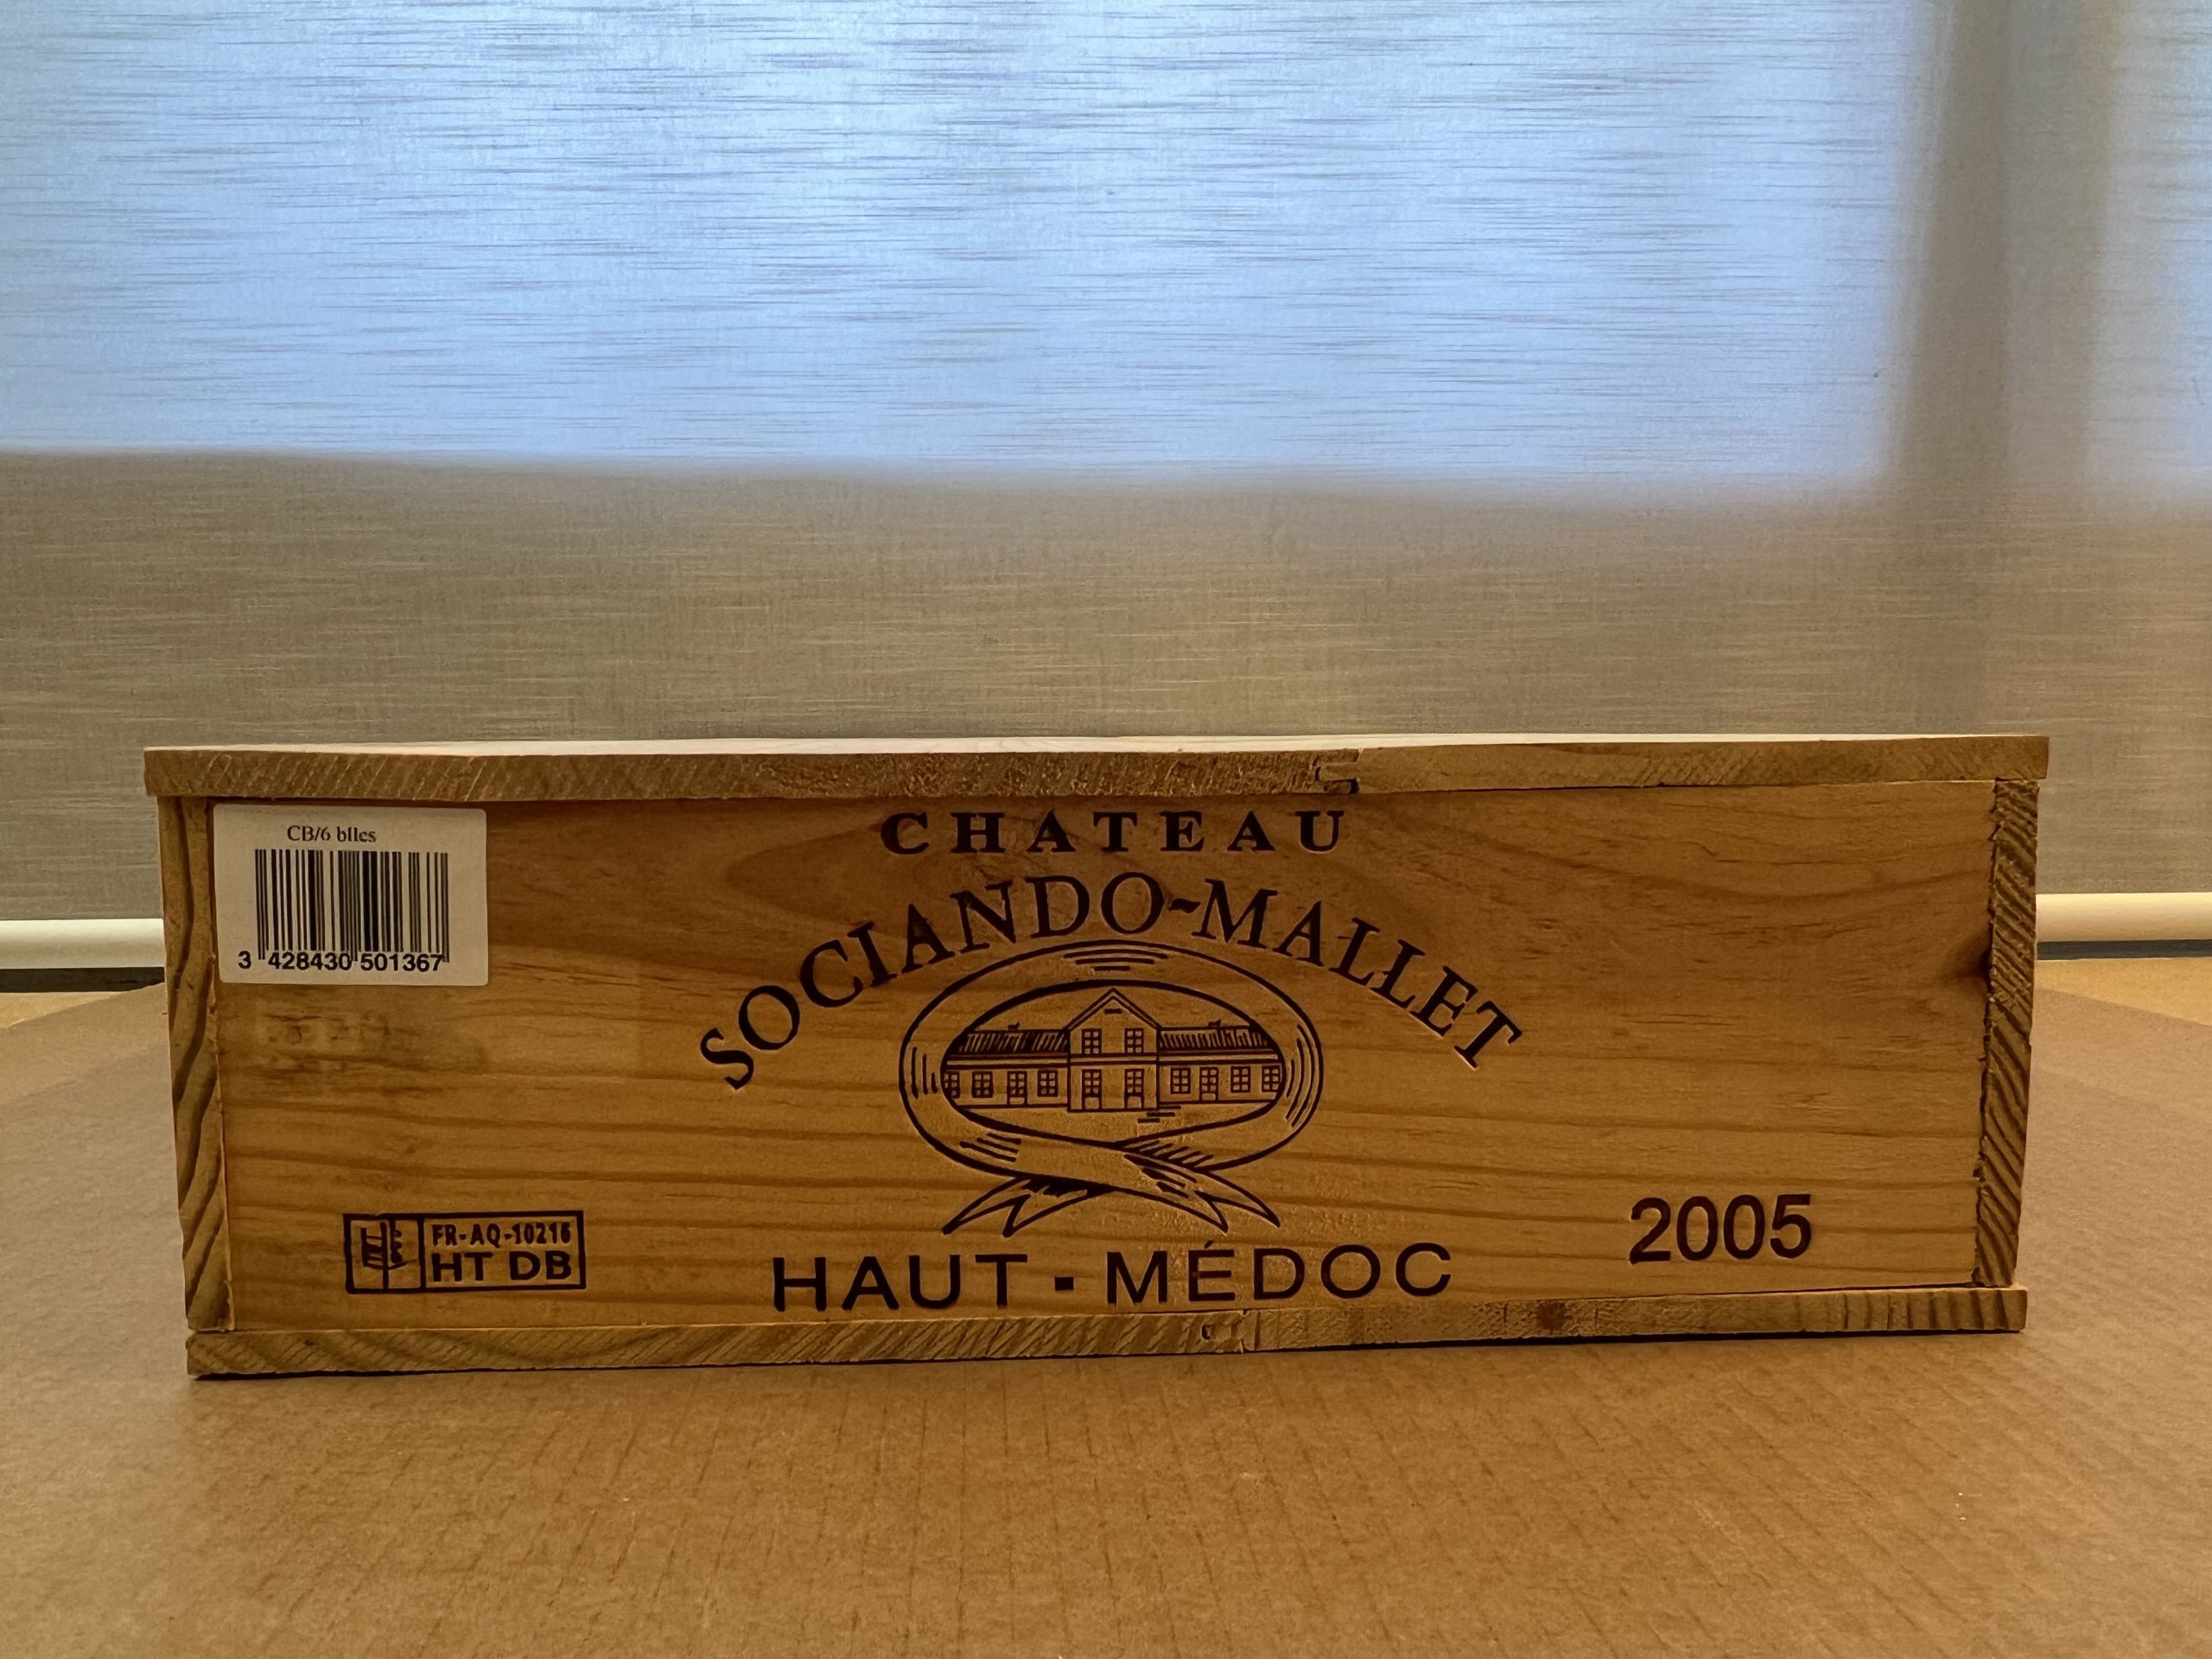 CB/6 blles
3 428430 501367
CHATEAU
SOCIANDO-MALLET
HAUT-MÉDOC
2005
FR-AQ-10216
HT DB